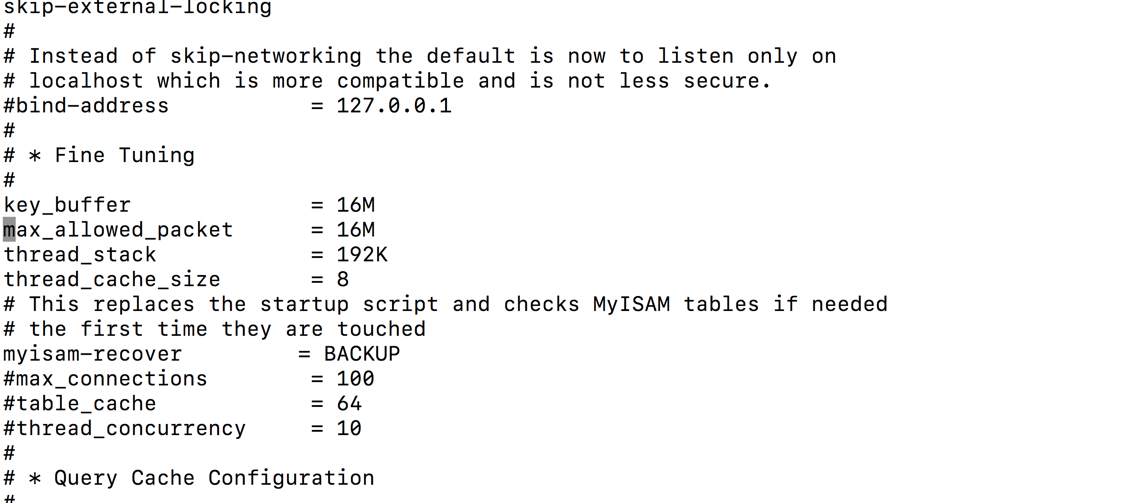 skip-external-locking
#
# Instead of skip-networking the default is now to listen only on
# localhost which is more compatible and is not less secure.
#bind-address           = 127.0.0.1
#
# * Fine Tuning
#
key_buffer              = 16M
max_allowed_packet      = 16M
thread_stack            = 192K
thread_cache_size       = 8
# This replaces the startup script and checks MyISAM tables if needed
# the first time they are touched
myisam-recover         = BACKUP
#max_connections        = 100
#table_cache            = 64
#thread_concurrency     = 10
#
# * Query Cache Configuration
#